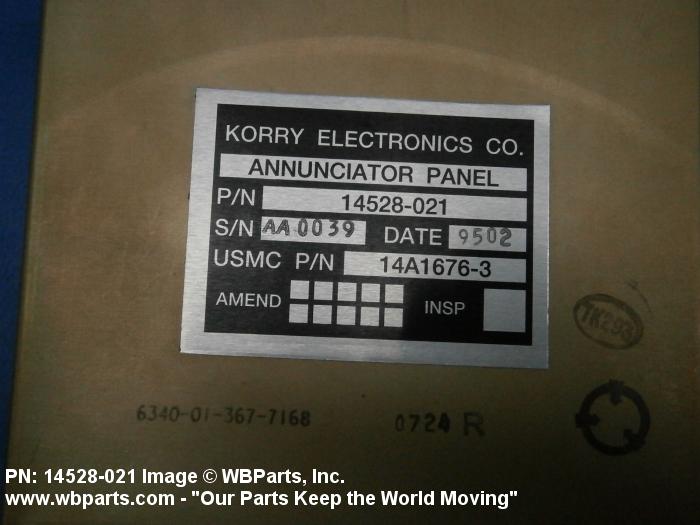 KORRY ELECTRONICS CO.
ANNUNCIATOR PANEL
P/N 14528-021
S/N AA0039 DATE 9502
USMC P/N 14A1676-3
AMEND INSP
TK293
6340-01-367-7168 0724 R
PN: 14528-021 Image © WBParts, Inc.
www.wbparts.com - "Our Parts Keep the World Moving"